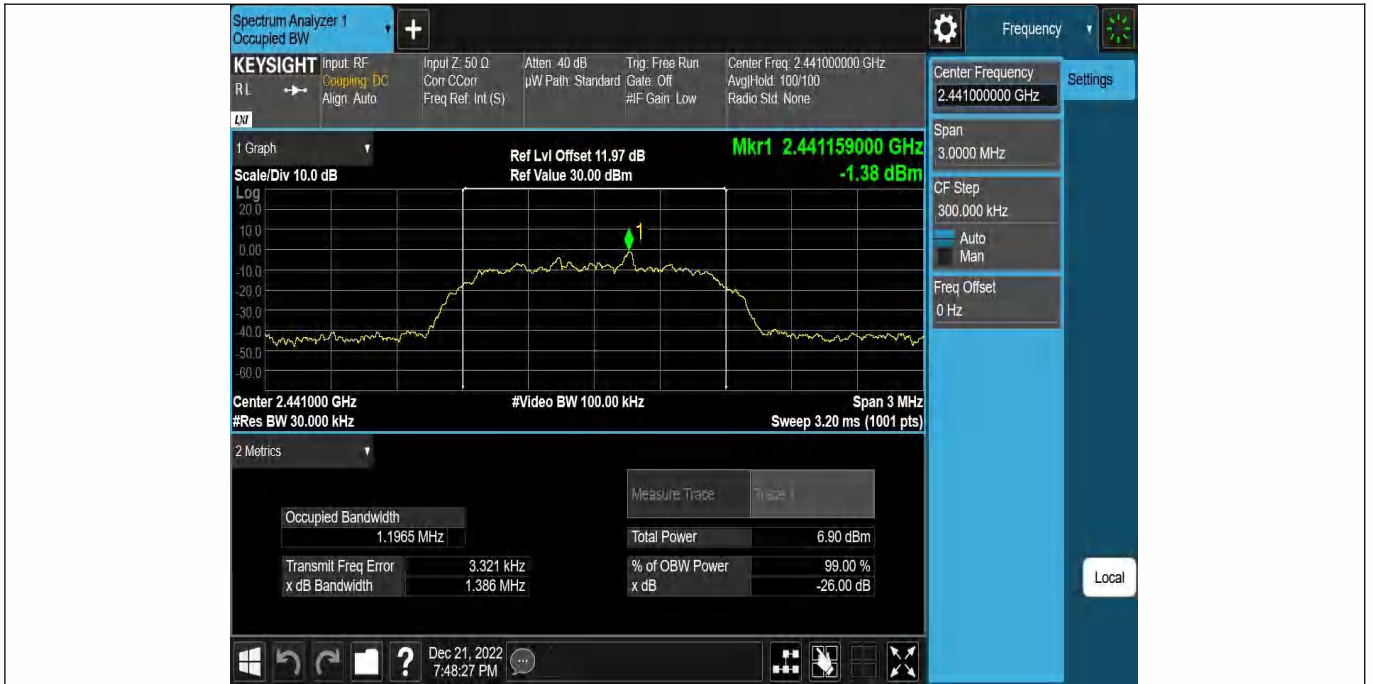 Spectrum Analyzer 1
Occupied BW
+
Frequency
KEYSIGHT
RL
LXI
Input: RF
Coupling: DC
Align: Auto
Input Z: 50 Ω
Corr CCorr
Freq Ref: Int (S)
Atten: 40 dB
µW Path: Standard
Trig: Free Run
Gate: Off
#IF Gain: Low
Center Freq: 2.441000000 GHz
Avg|Hold: 100/100
Radio Std: None
Center Frequency
2.441000000 GHz
Settings
Span
3.0000 MHz
CF Step
300.000 kHz
Auto
Man
Freq Offset
0 Hz
Local
1 Graph
Scale/Div 10.0 dB
Ref Lvl Offset 11.97 dB
Ref Value 30.00 dBm
Mkr1 2.441159000 GHz
-1.38 dBm
Log
20.0
10.0
0.00
-10.0
-20.0
-30.0
-40.0
-50.0
-60.0
1
Center 2.441000 GHz
#Video BW 100.00 kHz
Span 3 MHz
#Res BW 30.000 kHz
Sweep 3.20 ms (1001 pts)
2 Metrics
Measure Trace
Trace 1
Occupied Bandwidth
1.1965 MHz
Total Power
6.90 dBm
Transmit Freq Error
3.321 kHz
% of OBW Power
99.00 %
x dB Bandwidth
1.386 MHz
x dB
-26.00 dB
?
Dec 21, 2022
7:48:27 PM